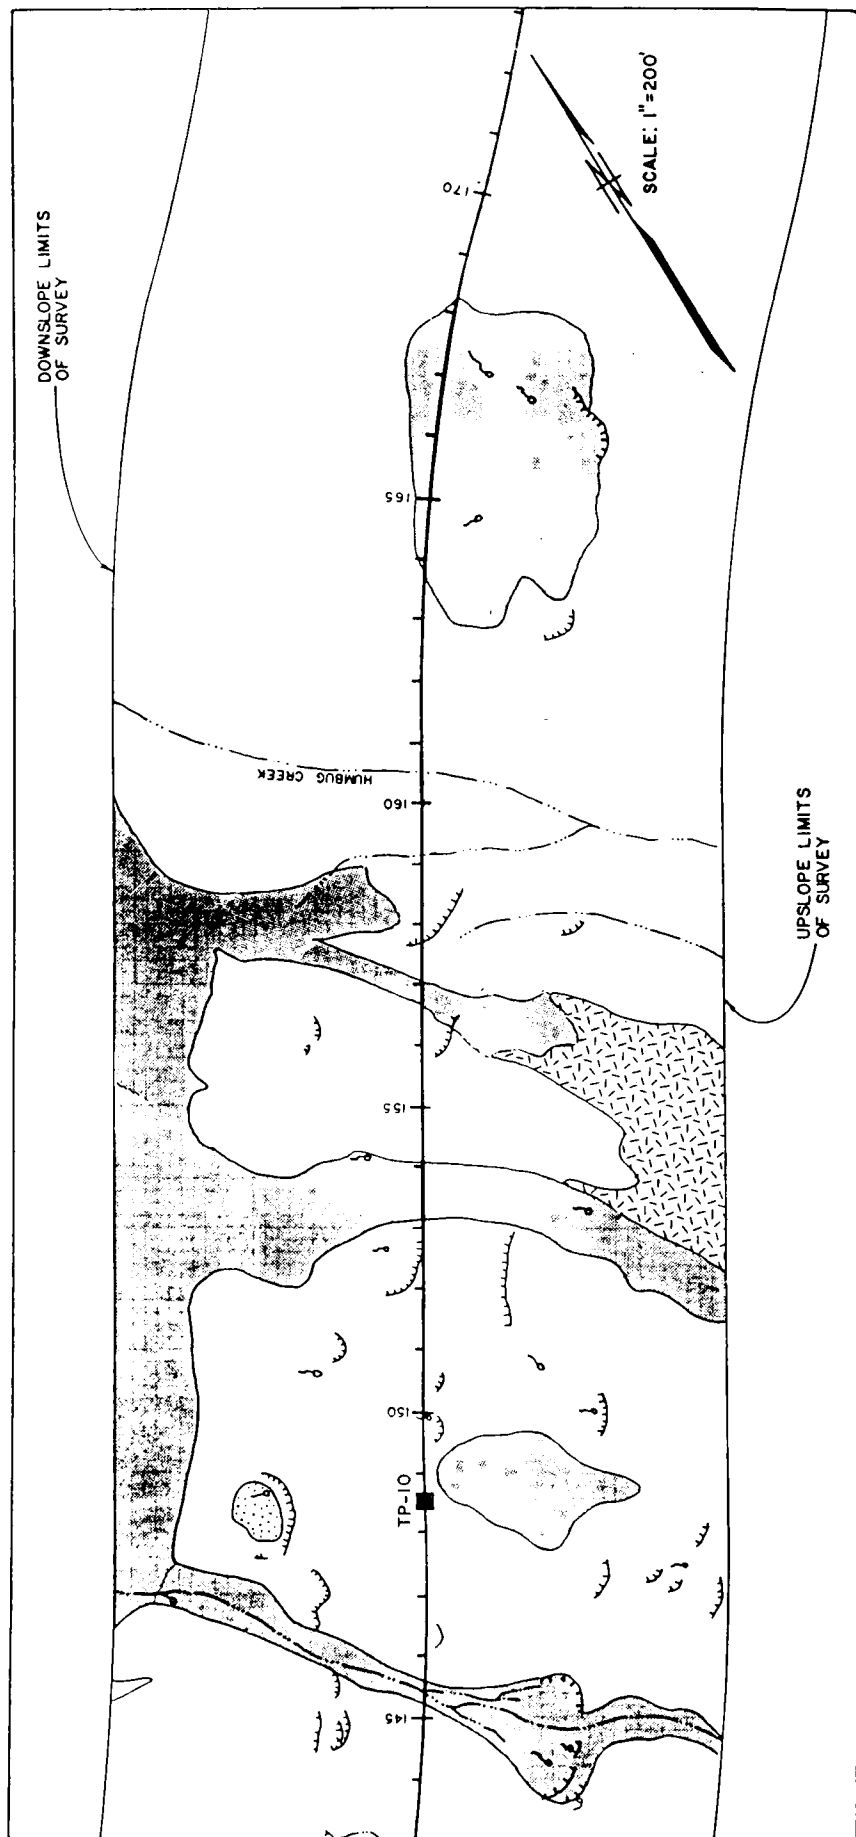 DOWNSLOPE LIMITS
OF SURVEY
SCALE: 1"=200'
170
165
HUMBUG CREEK
160
UPSLOPE LIMITS
OF SURVEY
155
150
TP-10
145